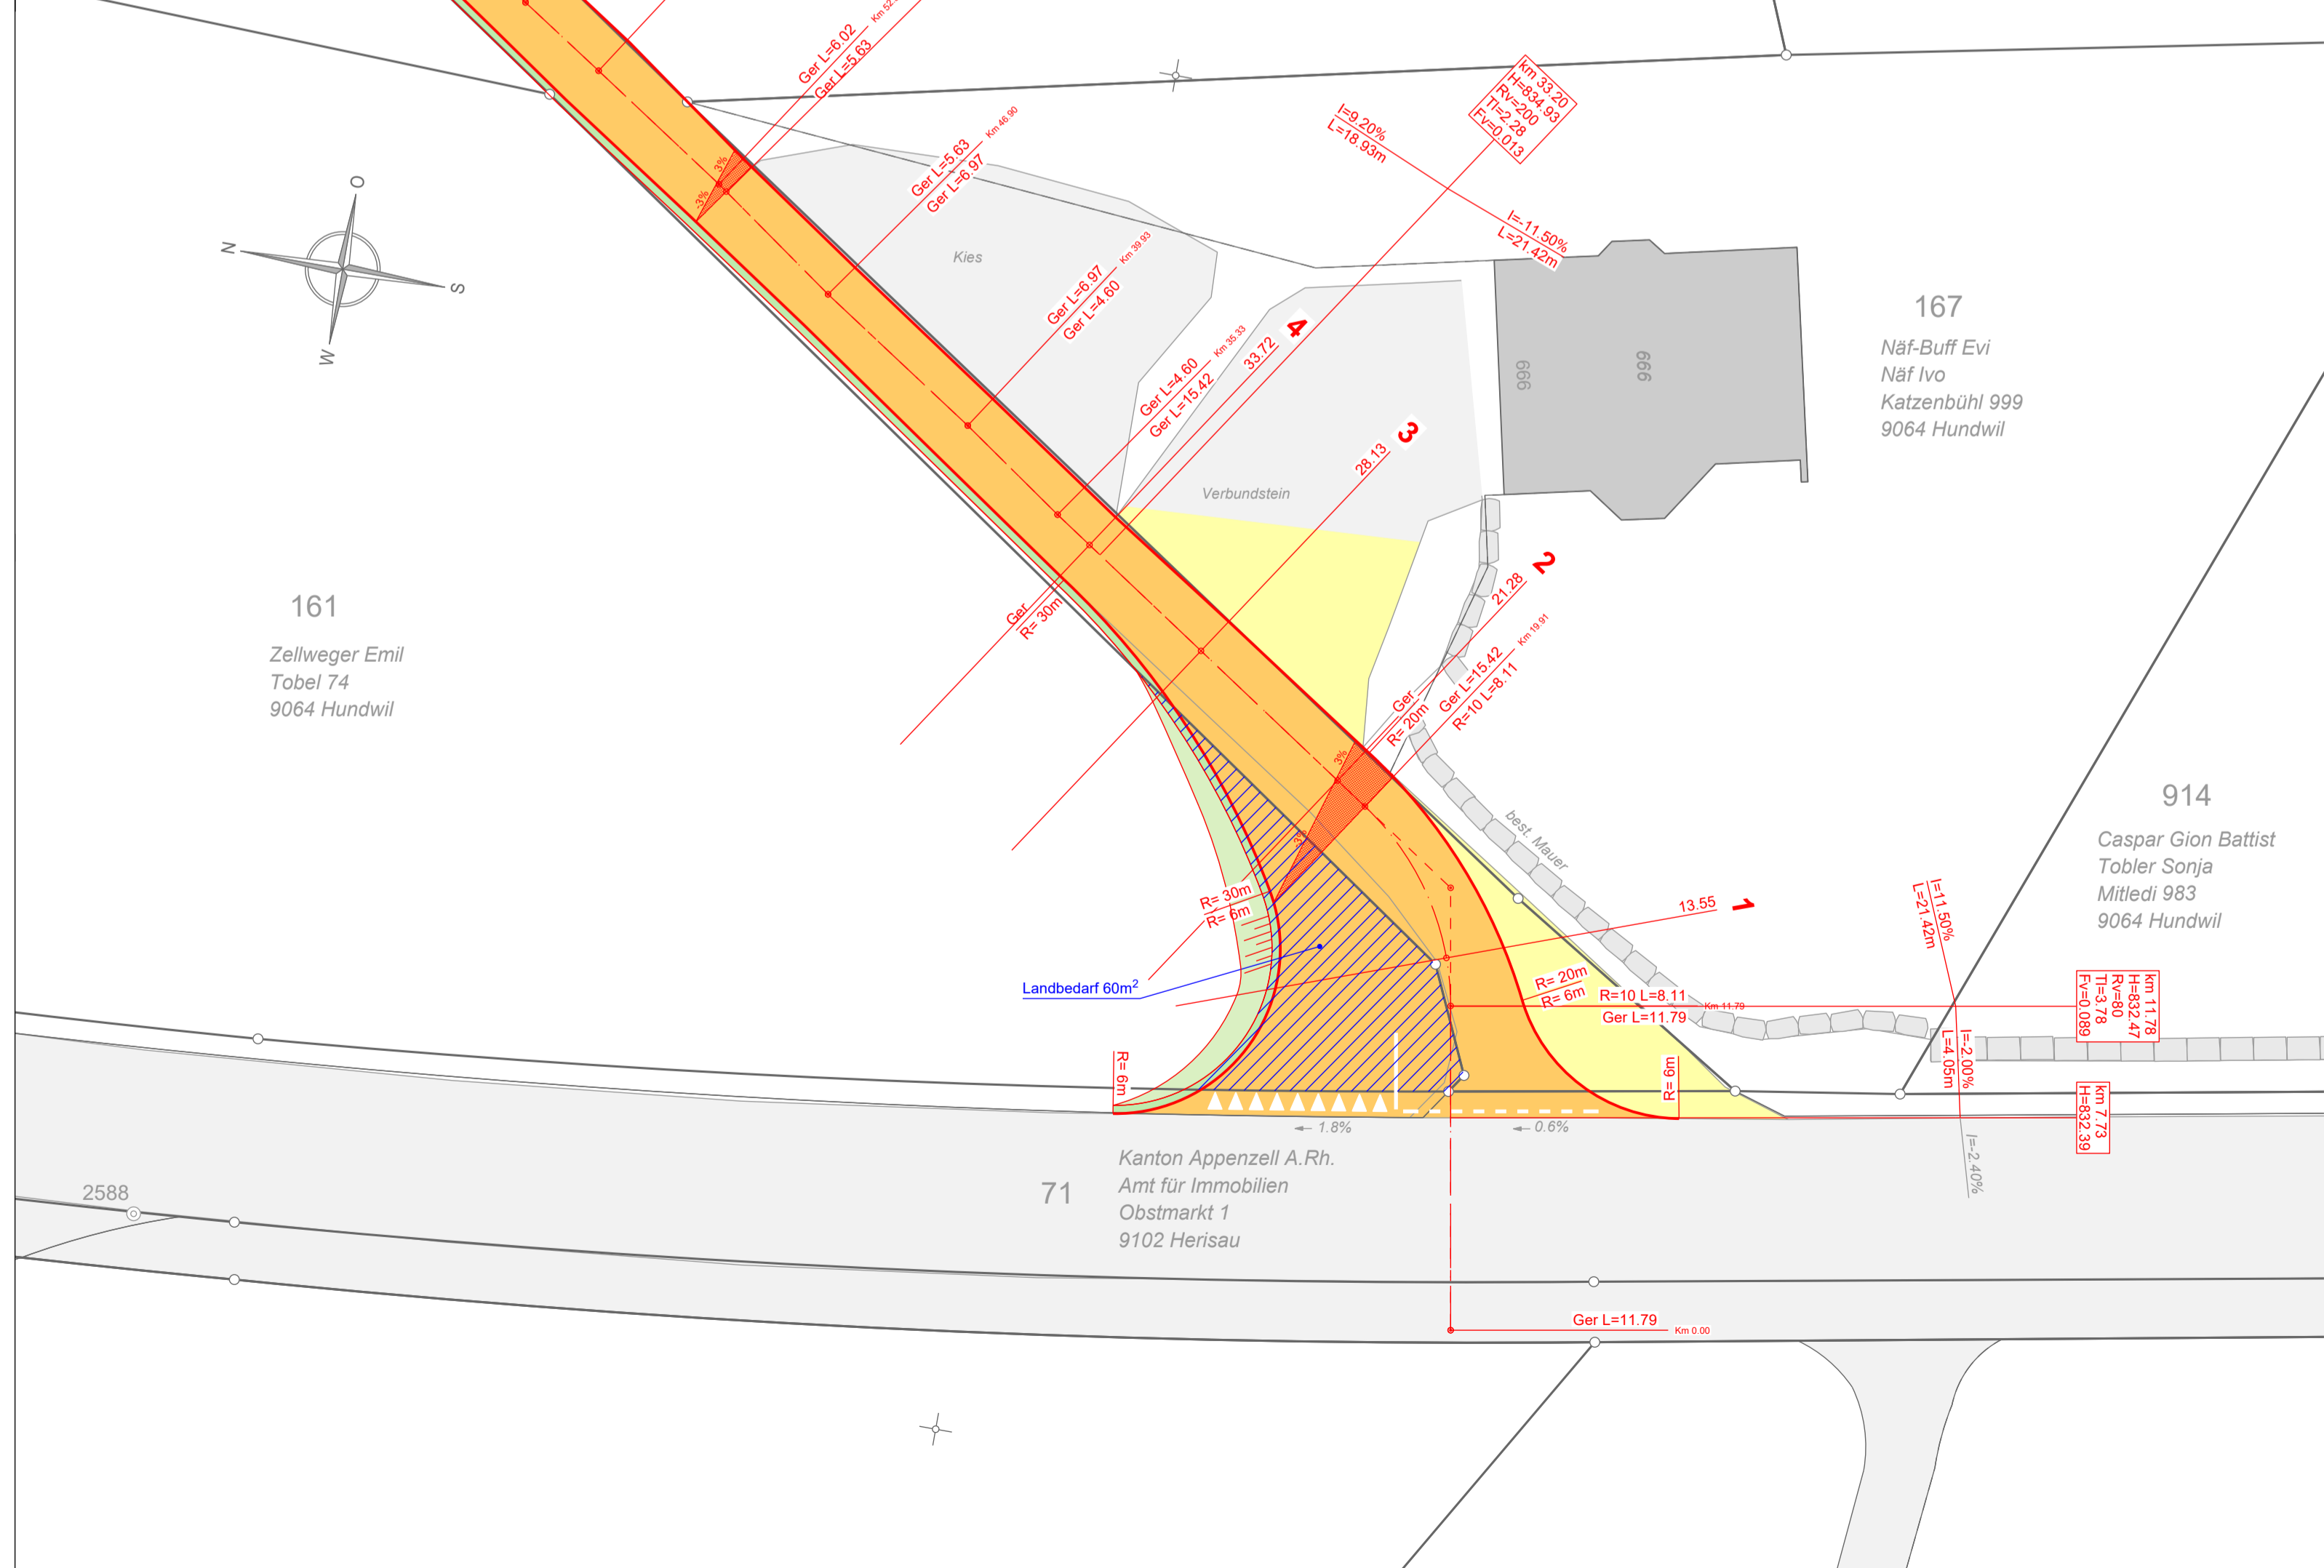 Ger L=6.02
Ger L=5.63
3%
-3%
Ger L=5.63
Km 46.90
Ger L=6.97
km 33.20
H=834.93
Rv=200
Tl=2.28
Fv=0.013
I=9.20%
L=18.93m
I=-11.50%
L=21.42m
O
N
S
W
Kies
Ger L=6.97
Km 39.93
Ger L=4.60
Ger L=4.60
Km 35.33
Ger L=15.42
33.72
4
28.13
3
Verbundstein
999
999
167
Näf-Buff Evi
Näf Ivo
Katzenbühl 999
9064 Hundwil
161
Zellweger Emil
Tobel 74
9064 Hundwil
Ger
R= 30m
21.28
2
Ger
R= 20m
Ger L=15.42
Km 19.91
R=10 L=8.11
3%
-3%
best. Mauer
914
Caspar Gion Battist
Tobler Sonja
Mitledi 983
9064 Hundwil
R= 30m
R= 6m
13.55
1
Landbedarf 60m²
R= 20m
R= 6m
R=10 L=8.11
Km 11.79
Ger L=11.79
I=11.50%
L=21.42m
km 11.78
H=832.47
Rv=80
Tl=3.78
Fv=0.089
I=-2.00%
L=4.05m
km 7.73
H=832.39
I=-2.40%
R= 6m
R= 6m
1.8%
0.6%
Kanton Appenzell A.Rh.
71
Amt für Immobilien
Obstmarkt 1
9102 Herisau
2588
Ger L=11.79
Km 0.00